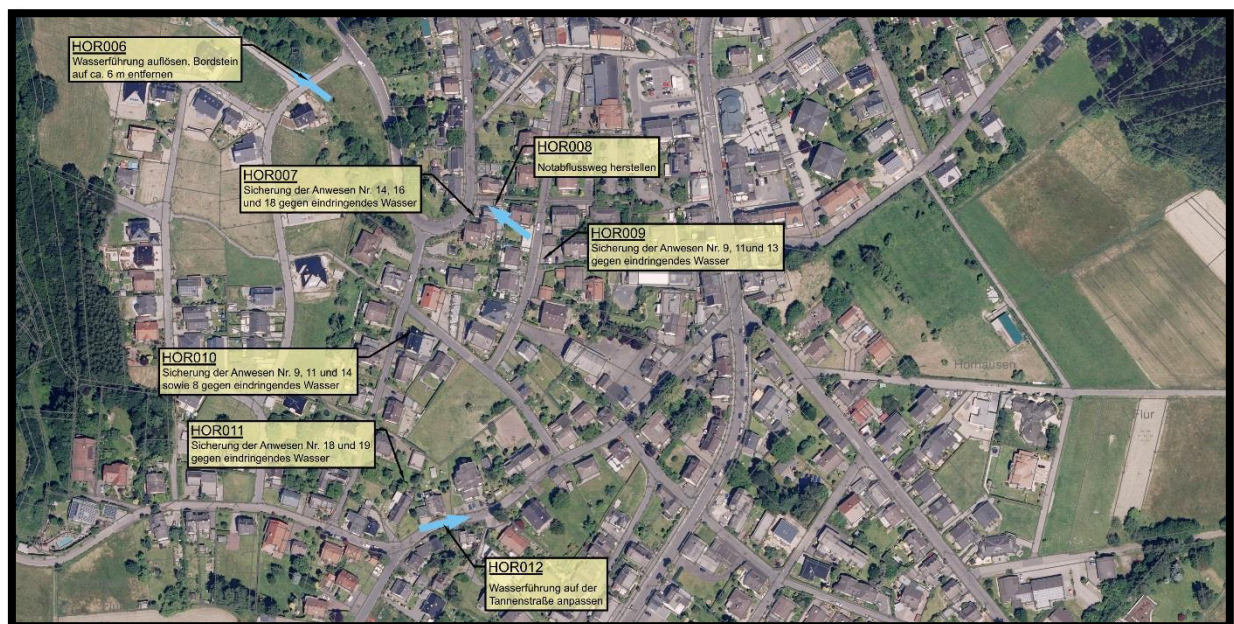 HOR006
Wasserführung auflösen, Bordstein
auf ca. 6 m entfernen
HOR008
Notabflussweg herstellen
HOR007
Sicherung der Anwesen Nr. 14, 16
und 18 gegen eindringendes Wasser
HOR009
Sicherung der Anwesen Nr. 9, 11und 13
gegen eindringendes Wasser
HOR010
Sicherung der Anwesen Nr. 9, 11 und 14
sowie 8 gegen eindringendes Wasser
Horhausen
Flur
HOR011
Sicherung der Anwesen Nr. 18 und 19
gegen eindringendes Wasser
HOR012
Wasserführung auf der
Tannenstraße anpassen